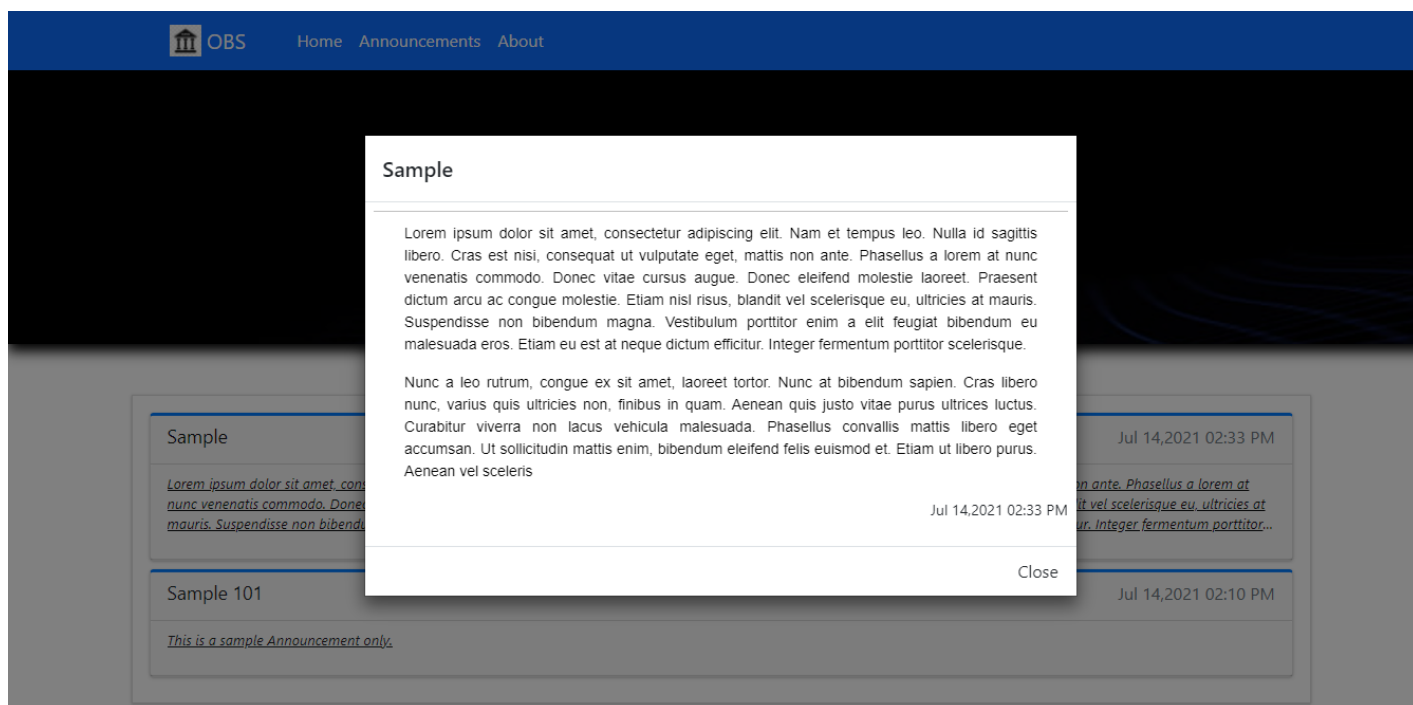 OBS Home Announcements About
Sample
Lorem ipsum dolor sit amet, consectetur adipiscing elit. Nam et tempus leo. Nulla id sagittis
libero. Cras est nisi, consequat ut vulputate eget, mattis non ante. Phasellus a lorem at nunc
venenatis commodo. Donec vitae cursus augue. Donec eleifend molestie laoreet. Praesent
dictum arcu ac congue molestie. Etiam nisl risus, blandit vel scelerisque eu, ultricies at mauris.
Suspendisse non bibendum magna. Vestibulum porttitor enim a elit feugiat bibendum eu
malesuada eros. Etiam eu est at neque dictum efficitur. Integer fermentum porttitor scelerisque.
Nunc a leo rutrum, congue ex sit amet, laoreet tortor. Nunc at bibendum sapien. Cras libero
nunc, varius quis ultricies non, finibus in quam. Aenean quis justo vitae purus ultrices luctus.
Curabitur viverra non lacus vehicula malesuada. Phasellus convallis mattis libero eget
accumsan. Ut sollicitudin mattis enim, bibendum eleifend felis euismod et. Etiam ut libero purus.
Aenean vel sceleris
Jul 14,2021 02:33 PM
Close
Sample Jul 14,2021 02:33 PM
Lorem ipsum dolor sit amet, ante. Phasellus a lorem at
nunc venenatis commodo. vel scelerisque eu, ultricies at
mauris. Suspendisse non Integer fermentum porttitor...
Sample 101 Jul 14,2021 02:10 PM
This is a sample Announcement only.